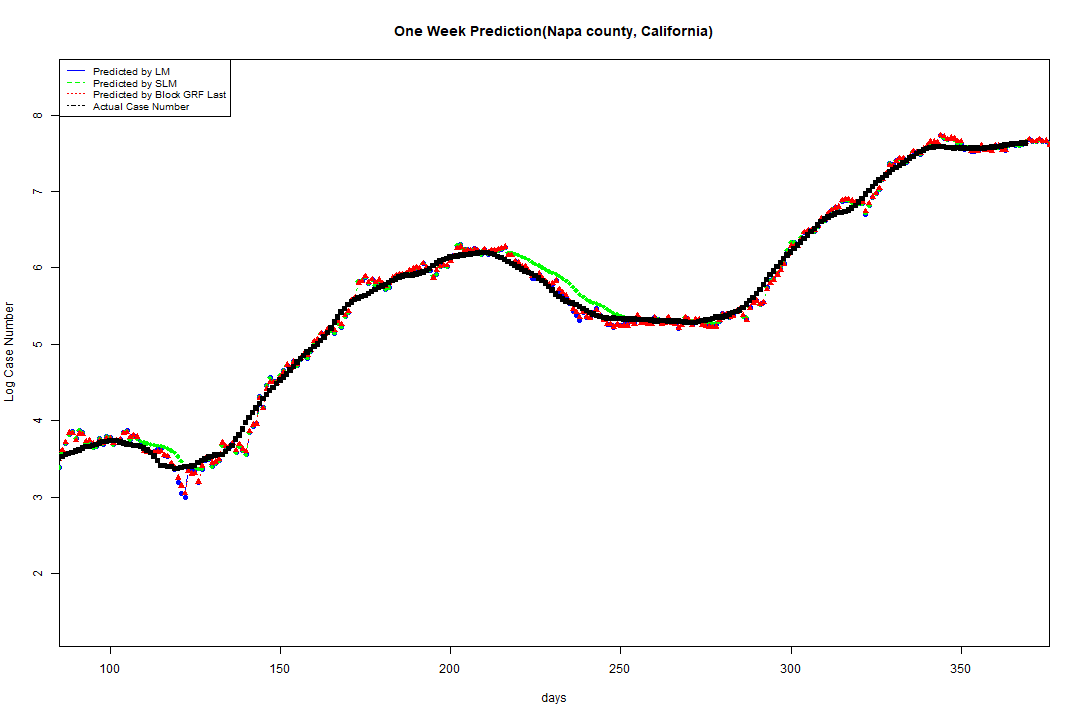 One Week Prediction(Napa county, California)
Predicted by LM
Predicted by SLM
Predicted by Block GRF Last
Actual Case Number
8
7
6
5
4
3
2
Log Case Number
100 150 200 250 300 350
days